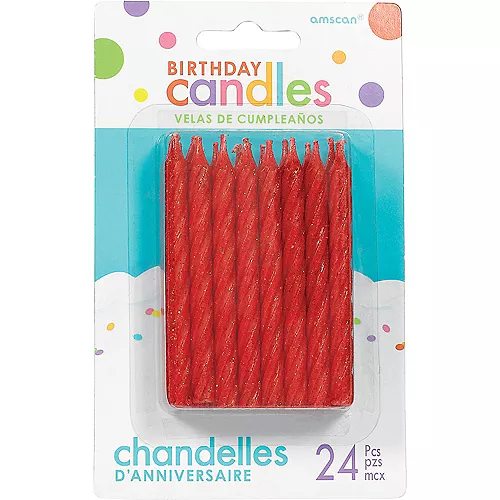 amscan®
BIRTHDAY
candles
VELAS DE CUMPLEAÑOS
chandelles
D'ANNIVERSAIRE
24 Pcs
pzs
mcx